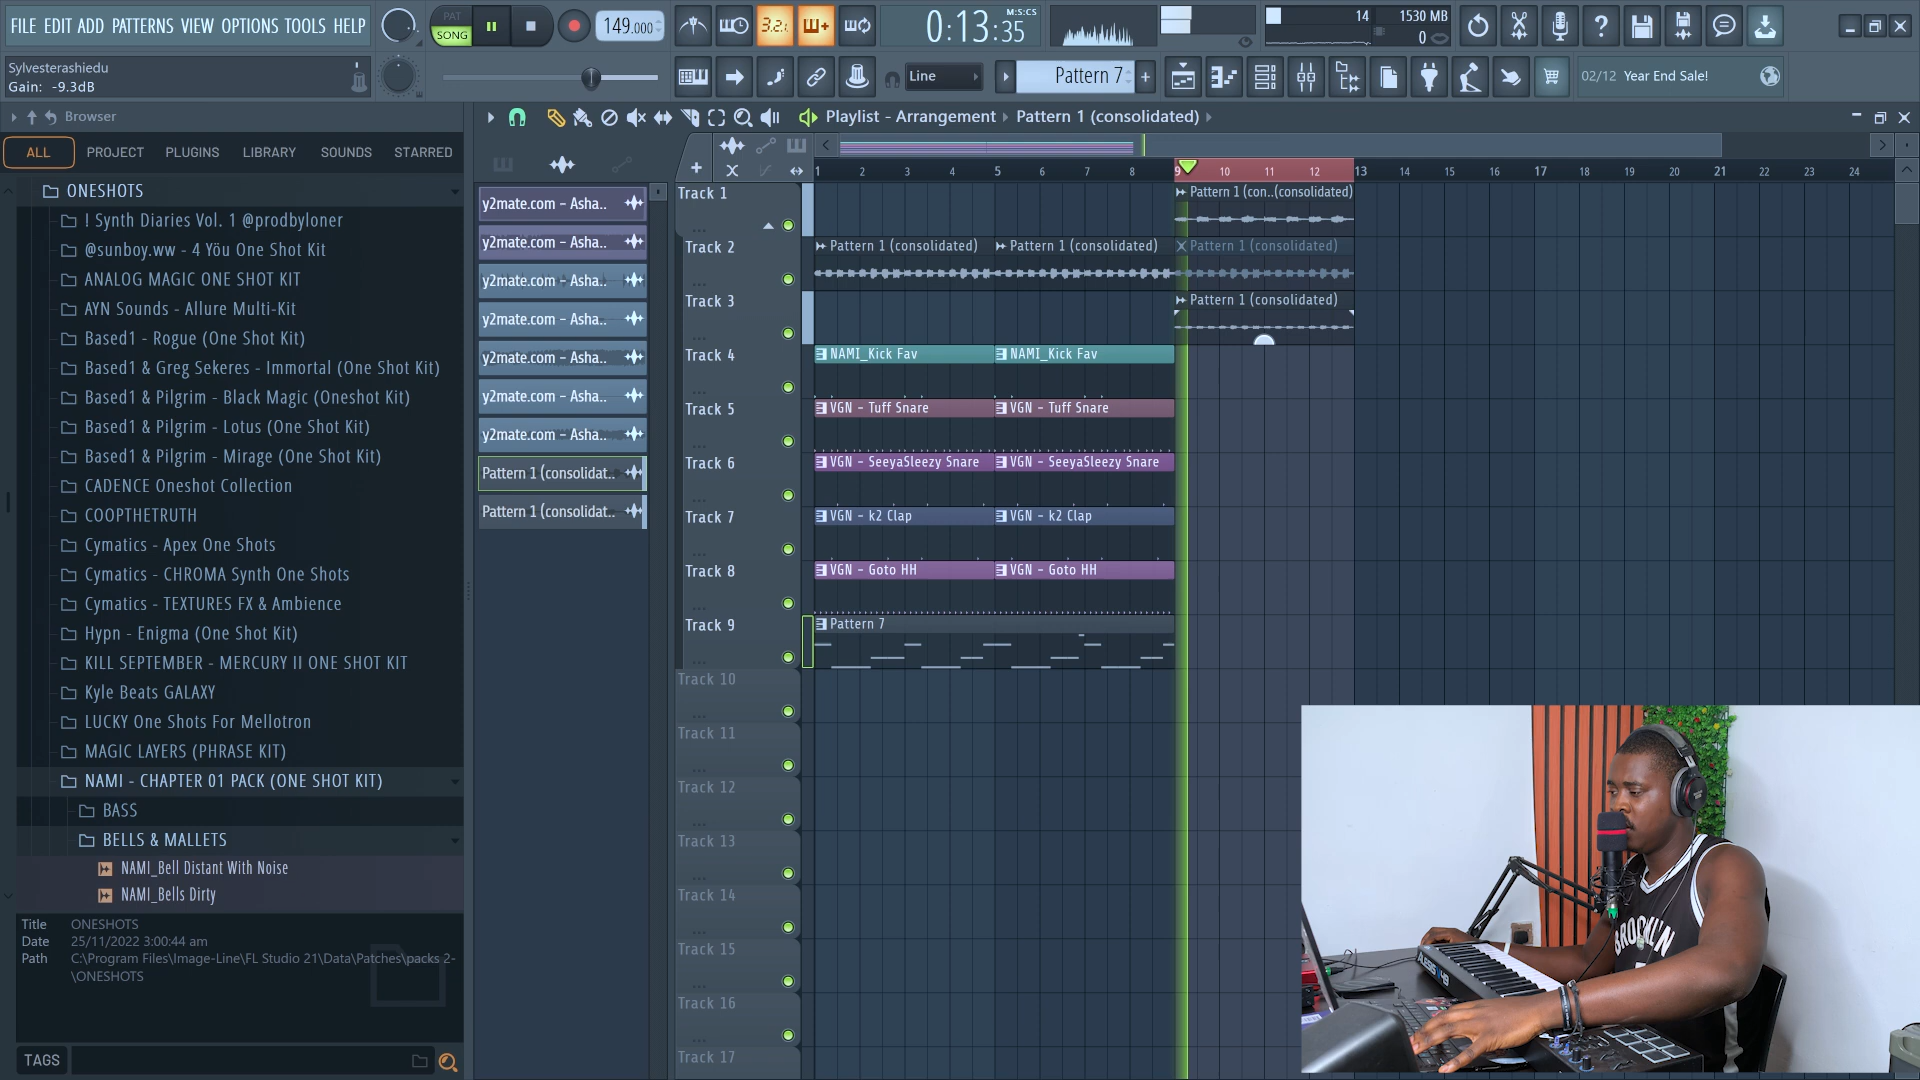 FILE EDIT ADD PATTERNS VIEW OPTIONS TOOLS HELP
PAT
SONG
149.000
3.2.
0:13:35
M:S:CS
14
1530 MB
0
Sylvesterashiedu
Gain: -9.3dB
Line
Pattern 7
02/12 Year End Sale!
Browser
Playlist - Arrangement
Pattern 1 (consolidated)
ALL
PROJECT
PLUGINS
LIBRARY
SOUNDS
STARRED
ONESHOTS
! Synth Diaries Vol. 1 @prodbyloner
@sunboy.ww - 4 Yöu One Shot Kit
ANALOG MAGIC ONE SHOT KIT
AYN Sounds - Allure Multi-Kit
Based1 - Rogue (One Shot Kit)
Based1 & Greg Sekeres - Immortal (One Shot Kit)
Based1 & Pilgrim - Black Magic (Oneshot Kit)
Based1 & Pilgrim - Lotus (One Shot Kit)
Based1 & Pilgrim - Mirage (One Shot Kit)
CADENCE Oneshot Collection
COOPTHETRUTH
Cymatics - Apex One Shots
Cymatics - CHROMA Synth One Shots
Cymatics - TEXTURES FX & Ambience
Hypn - Enigma (One Shot Kit)
KILL SEPTEMBER - MERCURY II ONE SHOT KIT
Kyle Beats GALAXY
LUCKY One Shots For Mellotron
MAGIC LAYERS (PHRASE KIT)
NAMI - CHAPTER 01 PACK (ONE SHOT KIT)
BASS
BELLS & MALLETS
NAMI_Bell Distant With Noise
NAMI_Bells Dirty
Title ONESHOTS
Date 25/11/2022 3:00:44 am
Path C:\Program Files\Image-Line\FL Studio 21\Data\Patches\packs 2-
\ONESHOTS
TAGS
y2mate.com - Asha..
y2mate.com - Asha..
y2mate.com - Asha..
y2mate.com - Asha..
y2mate.com - Asha..
y2mate.com - Asha..
y2mate.com - Asha..
Pattern 1 (consolidat..
Pattern 1 (consolidat..
1 2 3 4 5 6 7 8 9 10 11 12 13 14 15 16 17 18 19 20 21 22 23 24
Track 1
Pattern 1 (con..(consolidated)
Track 2
Pattern 1 (consolidated)
Pattern 1 (consolidated)
Pattern 1 (consolidated)
Track 3
Pattern 1 (consolidated)
Track 4
NAMI_Kick Fav
NAMI_Kick Fav
Track 5
VGN - Tuff Snare
VGN - Tuff Snare
Track 6
VGN - SeeyaSleezy Snare
VGN - SeeyaSleezy Snare
Track 7
VGN - k2 Clap
VGN - k2 Clap
Track 8
VGN - Goto HH
VGN - Goto HH
Track 9
Pattern 7
Track 10
Track 11
Track 12
Track 13
Track 14
Track 15
Track 16
Track 17
ALESIS V49